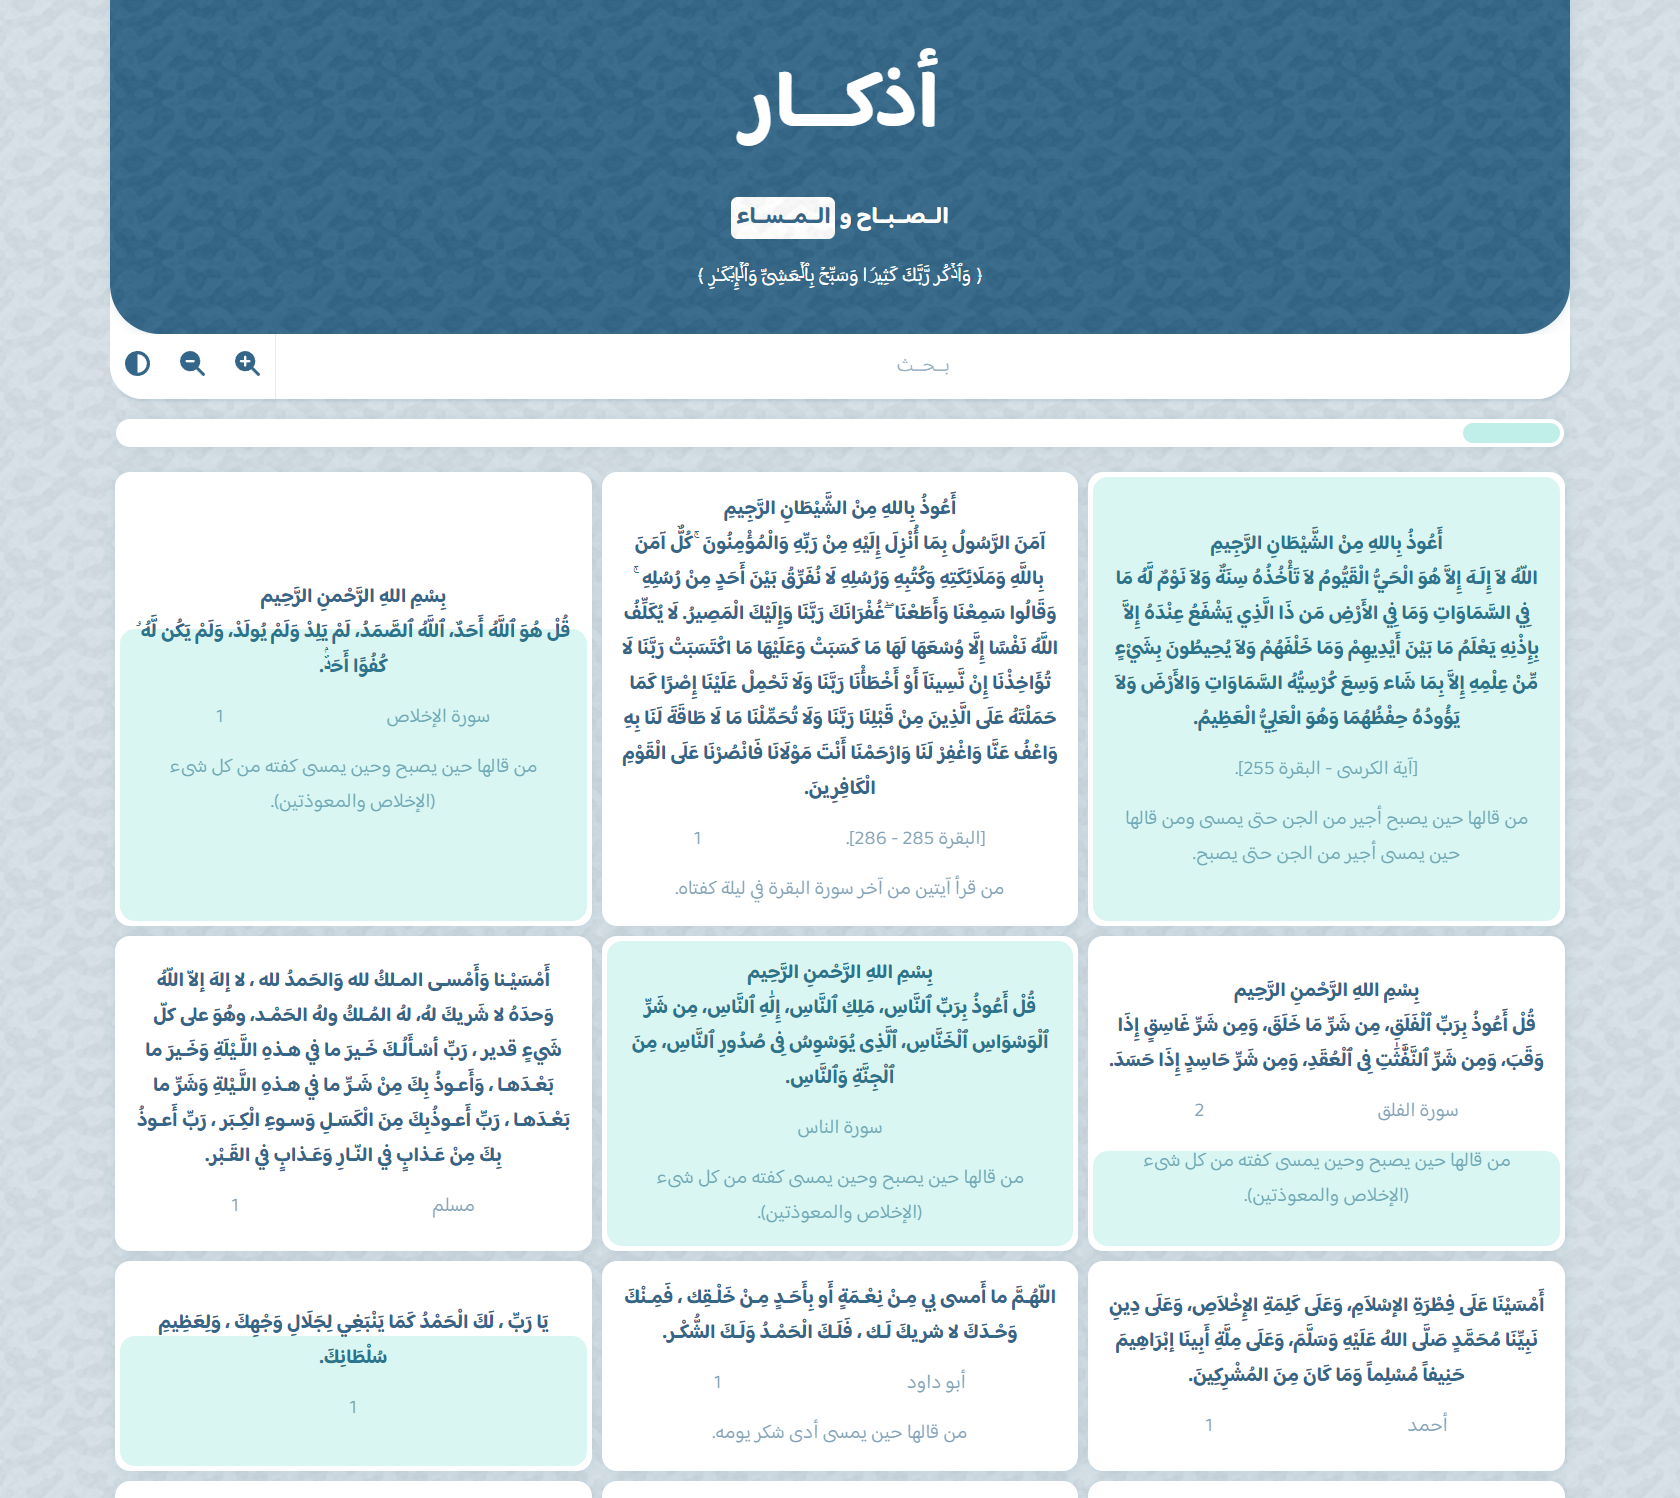 أذكـــار
الـصـبـاح و الـمـسـاء
﴿ وَٱذْكُر رَّبَّكَ كَثِيرًا وَسَبِّحْ بِٱلْعَشِىِّ وَٱلْإِبْكَـٰرِ ﴾
بــحــث
أَعُوذُ بِاللهِ مِنْ الشَّيْطَانِ الرَّجِيمِ
اللّهُ لاَ إِلَـهَ إِلاَّ هُوَ الْحَيُّ الْقَيُّومُ لاَ تَأْخُذُهُ سِنَةٌ وَلاَ نَوْمٌ لَّهُ مَا
فِي السَّمَاوَاتِ وَمَا فِي الأَرْضِ مَن ذَا الَّذِي يَشْفَعُ عِنْدَهُ إِلاَّ
بِإِذْنِهِ يَعْلَمُ مَا بَيْنَ أَيْدِيهِمْ وَمَا خَلْفَهُمْ وَلاَ يُحِيطُونَ بِشَيْءٍ
مِّنْ عِلْمِهِ إِلاَّ بِمَا شَاء وَسِعَ كُرْسِيُّهُ السَّمَاوَاتِ وَالأَرْضَ وَلاَ
يَؤُودُهُ حِفْظُهُمَا وَهُوَ الْعَلِيُّ الْعَظِيمُ.
[آية الكرسى - البقرة 255].
من قالها حين يصبح أجير من الجن حتى يمسى ومن قالها
حين يمسى أجير من الجن حتى يصبح.
أَعُوذُ بِاللهِ مِنْ الشَّيْطَانِ الرَّجِيمِ
آمَنَ الرَّسُولُ بِمَا أُنْزِلَ إِلَيْهِ مِنْ رَبِّهِ وَالْمُؤْمِنُونَ ۚ كُلٌّ آمَنَ
بِاللَّهِ وَمَلَائِكَتِهِ وَكُتُبِهِ وَرُسُلِهِ لَا نُفَرِّقُ بَيْنَ أَحَدٍ مِنْ رُسُلِهِ ۚ
وَقَالُوا سَمِعْنَا وَأَطَعْنَا ۖ غُفْرَانَكَ رَبَّنَا وَإِلَيْكَ الْمَصِيرُ. لَا يُكَلِّفُ
اللَّهُ نَفْسًا إِلَّا وُسْعَهَا لَهَا مَا كَسَبَتْ وَعَلَيْهَا مَا اكْتَسَبَتْ رَبَّنَا لَا
تُؤَاخِذْنَا إِنْ نَّسِينَآ أَوْ أَخْطَأْنَا رَبَّنَا وَلَا تَحْمِلْ عَلَيْنَا إِصْرًا كَمَا
حَمَلْتَهُ عَلَى الَّذِينَ مِنْ قَبْلِنَا رَبَّنَا وَلَا تُحَمِّلْنَا مَا لَا طَاقَةَ لَنَا بِهِ
وَاعْفُ عَنَّا وَاغْفِرْ لَنَا وَارْحَمْنَا أَنْتَ مَوْلَانَا فَانْصُرْنَا عَلَى الْقَوْمِ
الْكَافِرِينَ.
[البقرة 285 - 286]. 1
من قرأ آيتين من آخر سورة البقرة في ليلة كفتاه.
بِسْمِ اللهِ الرَّحْمنِ الرَّحِيم
قُلْ هُوَ ٱللَّهُ أَحَدٌ، ٱللَّهُ ٱلصَّمَدُ، لَمْ يَلِدْ وَلَمْ يُولَدْ، وَلَمْ يَكُن لَّهُۥ
كُفُوًا أَحَدٌۢ.
سورة الإخلاص 1
من قالها حين يصبح وحين يمسى كفته من كل شىء
(الإخلاص والمعوذتين).
بِسْمِ اللهِ الرَّحْمنِ الرَّحِيم
قُلْ أَعُوذُ بِرَبِّ ٱلْفَلَقِ، مِن شَرِّ مَا خَلَقَ، وَمِن شَرِّ غَاسِقٍ إِذَا
وَقَبَ، وَمِن شَرِّ ٱلنَّفَّٰثَٰتِ فِى ٱلْعُقَدِ، وَمِن شَرِّ حَاسِدٍ إِذَا حَسَدَ.
سورة الفلق 2
من قالها حين يصبح وحين يمسى كفته من كل شىء
(الإخلاص والمعوذتين).
بِسْمِ اللهِ الرَّحْمنِ الرَّحِيم
قُلْ أَعُوذُ بِرَبِّ ٱلنَّاسِ، مَلِكِ ٱلنَّاسِ، إِلَٰهِ ٱلنَّاسِ، مِن شَرِّ
ٱلْوَسْوَاسِ ٱلْخَنَّاسِ، ٱلَّذِى يُوَسْوِسُ فِى صُدُورِ ٱلنَّاسِ، مِنَ
ٱلْجِنَّةِ وَٱلنَّاسِ.
سورة الناس
من قالها حين يصبح وحين يمسى كفته من كل شىء
(الإخلاص والمعوذتين).
أَمْسَيْـنا وَأَمْسـى المـلكُ لله وَالحَمدُ لله ، لا إلهَ إلاّ اللّهُ
وَحدَهُ لا شَريكَ لهُ، لهُ المُـلكُ ولهُ الحَمْـد، وهُوَ على كلّ
شَيءٍ قدير ، رَبِّ أسْـأَلُـكَ خَـيرَ ما في هـذهِ اللَّـيْلَةِ وَخَـيرَ ما
بَعْـدَهـا ، وَأَعـوذُ بِكَ مِنْ شَـرِّ ما في هـذهِ اللَّـيْلةِ وَشَرِّ ما
بَعْـدَهـا ، رَبِّ أَعـوذُبِكَ مِنَ الْكَسَـلِ وَسـوءِ الْكِـبَر ، رَبِّ أَعـوذُ
بِكَ مِنْ عَـذابٍ في النّـارِ وَعَـذابٍ في القَـبْر.
مسلم 1
أَمْسَيْنَا عَلَى فِطْرَةِ الإسْلاَمِ، وَعَلَى كَلِمَةِ الإِخْلاَصِ، وَعَلَى دِينِ
نَبِيِّنَا مُحَمَّدٍ صَلَّى اللهُ عَلَيْهِ وَسَلَّمَ، وَعَلَى مِلَّةِ أَبِينَا إبْرَاهِيمَ
حَنِيفاً مُسْلِماً وَمَا كَانَ مِنَ المُشْرِكِينَ.
أحمد 1
اللّهُـمَّ ما أَمسى بي مِـنْ نِعْـمَةٍ أَو بِأَحَـدٍ مِـنْ خَلْـقِك ، فَمِـنْكَ
وَحْـدَكَ لا شريكَ لَـك ، فَلَـكَ الْحَمْـدُ وَلَـكَ الشُّكْـر.
أبو داود 1
من قالها حين يمسى أدى شكر يومه.
يَا رَبِّ ، لَكَ الْحَمْدُ كَمَا يَنْبَغِي لِجَلَالِ وَجْهِكَ ، وَلِعَظِيمِ
سُلْطَانِكَ.
1